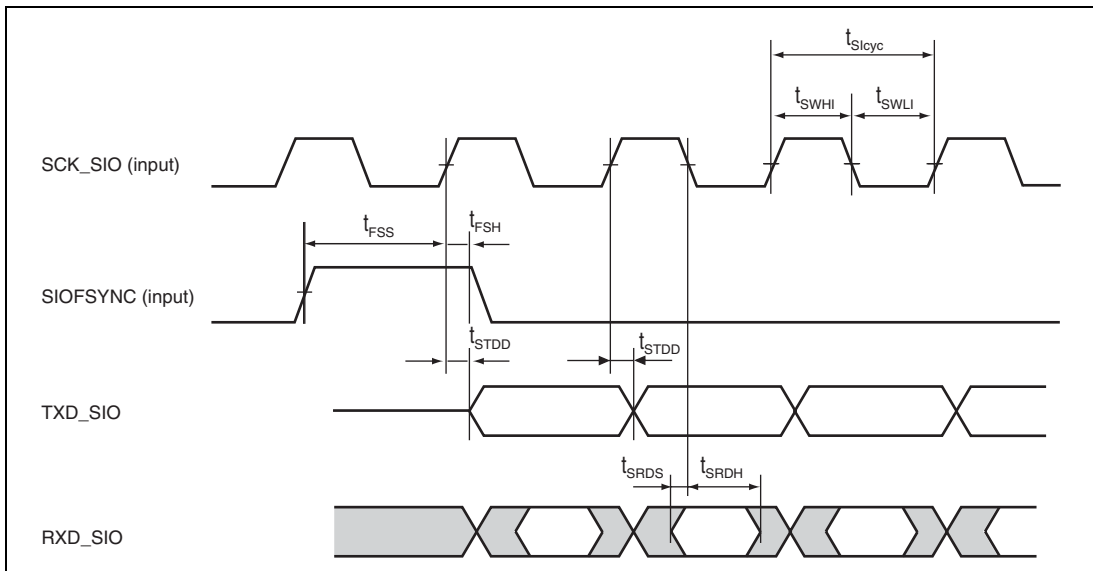 tSIcyc
tSWHI tSWLI
SCK_SIO (input)
tFSS tFSH
SIOFSYNC (input)
tSTDD tSTDD
TXD_SIO
tSRDS tSRDH
RXD_SIO